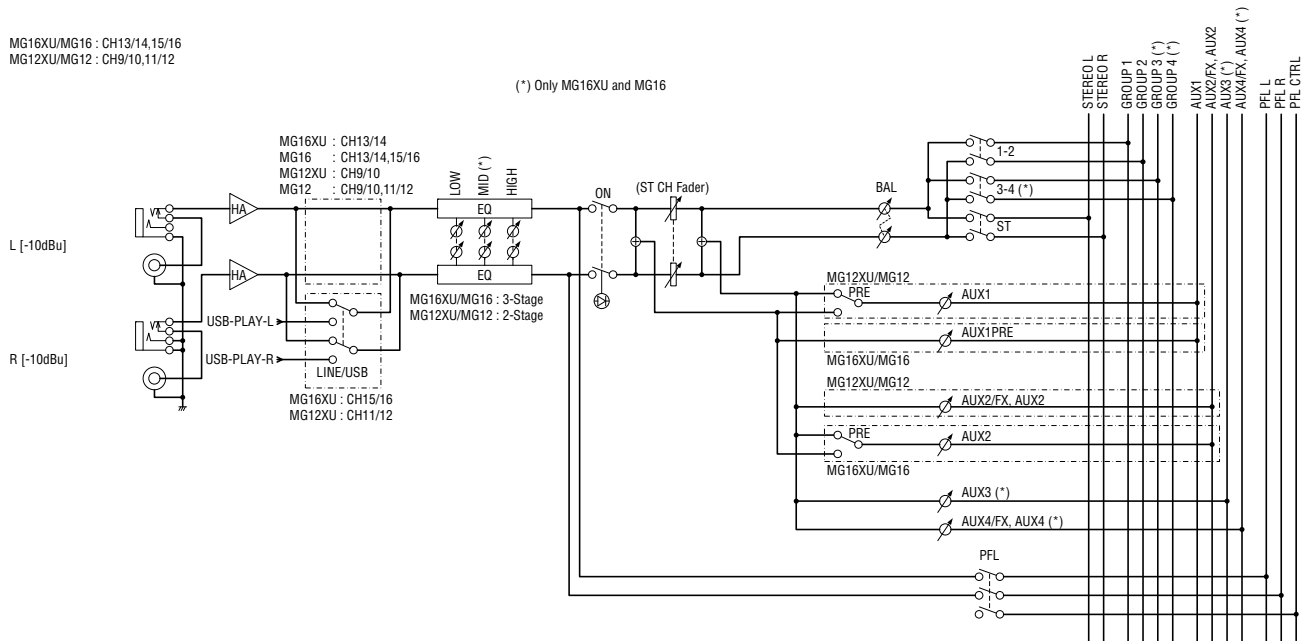 MG16XU/MG16 : CH13/14,15/16
MG12XU/MG12 : CH9/10,11/12
(*) Only MG16XU and MG16
STEREO L
STEREO R
GROUP 1
GROUP 2
GROUP 3 (*)
GROUP 4 (*)
AUX1
AUX2/FX, AUX2
AUX3 (*)
AUX4/FX, AUX4 (*)
PFL L
PFL R
PFL CTRL
MG16XU : CH13/14
MG16 : CH13/14,15/16
MG12XU : CH9/10
MG12 : CH9/10,11/12
LOW
MID (*)
HIGH
ON
(ST CH Fader)
BAL
1-2
3-4 (*)
ST
HA
EQ
L [-10dBu]
HA
EQ
MG16XU/MG16 : 3-Stage
MG12XU/MG12 : 2-Stage
USB-PLAY-L
USB-PLAY-R
LINE/USB
R [-10dBu]
MG16XU : CH15/16
MG12XU : CH11/12
MG12XU/MG12
PRE
AUX1
AUX1PRE
MG16XU/MG16
MG12XU/MG12
AUX2/FX, AUX2
PRE
AUX2
MG16XU/MG16
AUX3 (*)
AUX4/FX, AUX4 (*)
PFL